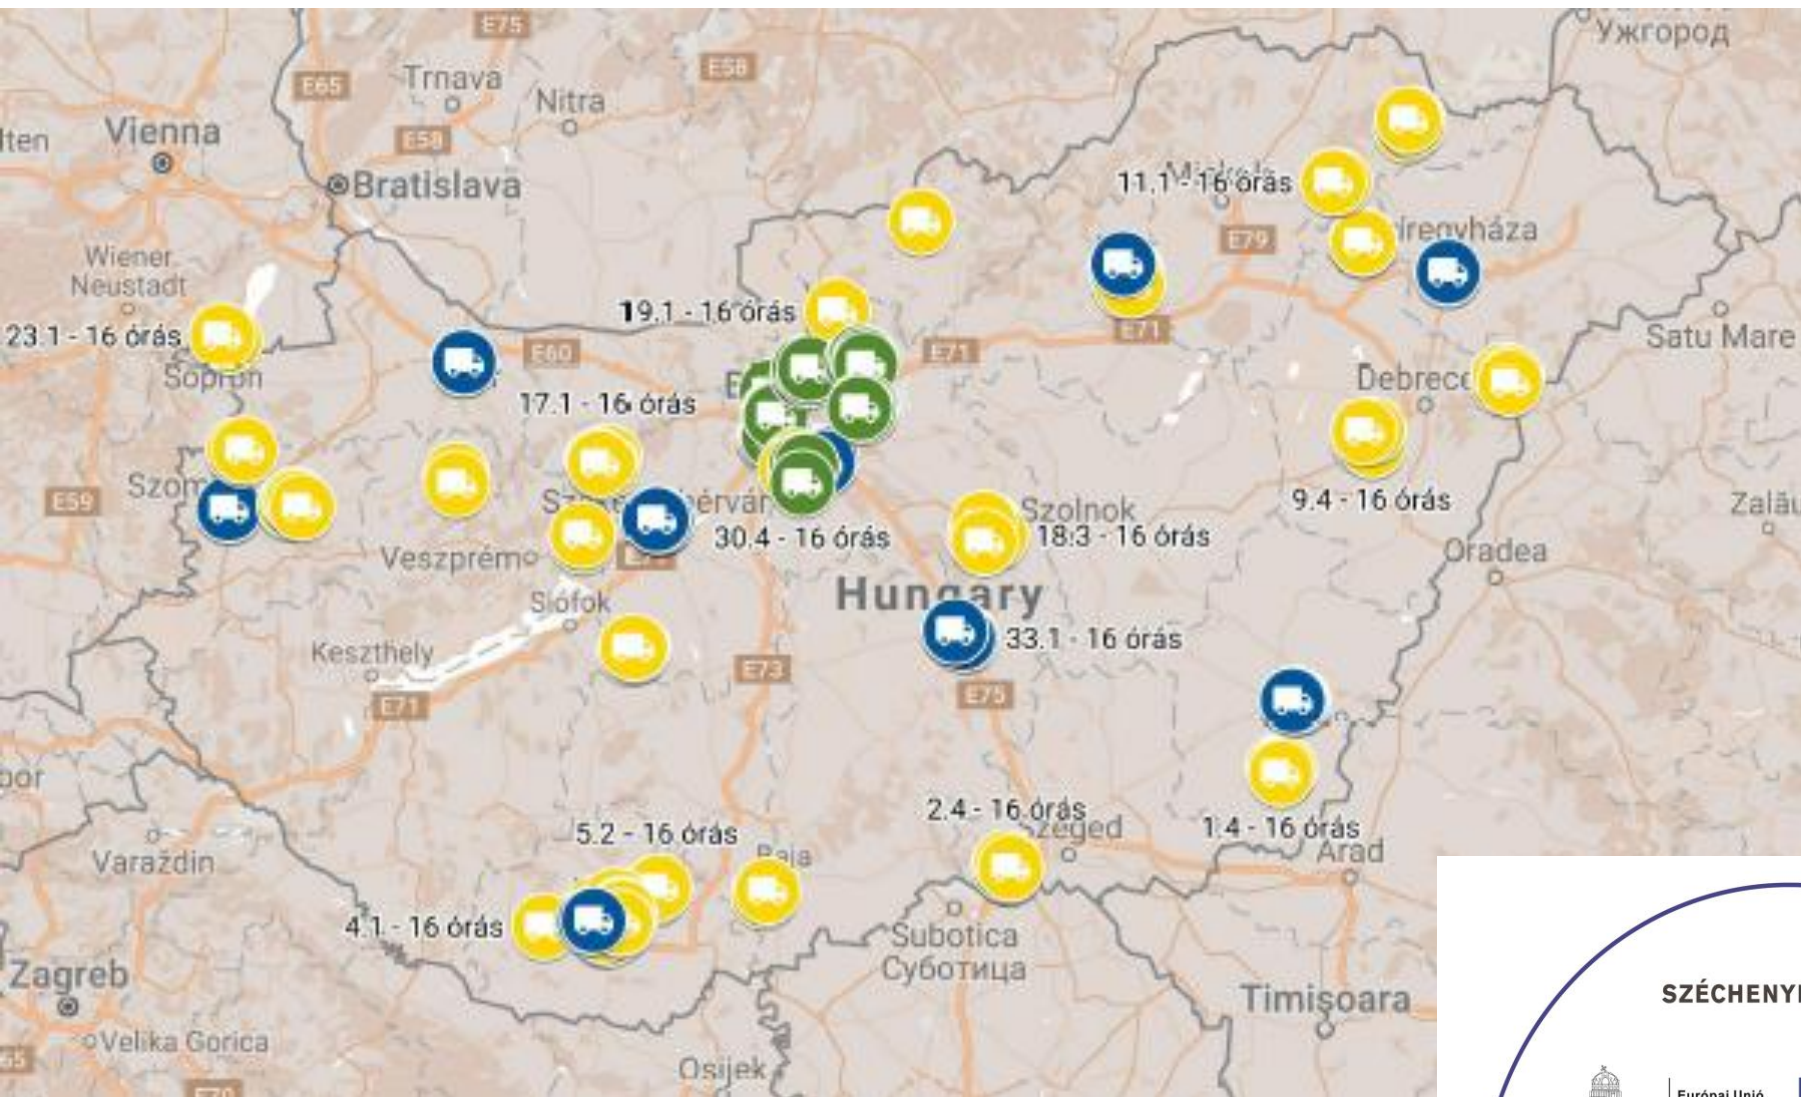 Ужгород
E75
E58
E65
Trnava
Nitra
Vienna
E58
Bratislava
11.1 - 16 órás
E79
Wiener
Neustadt
19.1 - 16 órás
Satu Mare
23.1 - 16 órás
E71
E60
E71
Sopron
17.1 - 16 órás
E59
9.4 - 16 órás
Szolnok
30.4 - 16 órás
18.3 - 16 órás
Veszprém
Oradea
Hungary
Siófok
33.1 - 16 órás
Keszthely
E73
E75
E71
2.4 - 16 órás
5.2 - 16 órás
Szeged
1.4 - 16 órás
Varaždin
Baja
Arad
4.1 - 16 órás
Subotica
Суботица
Zagreb
SZÉCHENYI
Timișoara
Velika Gorica
Osijek
E70
Európai Unió